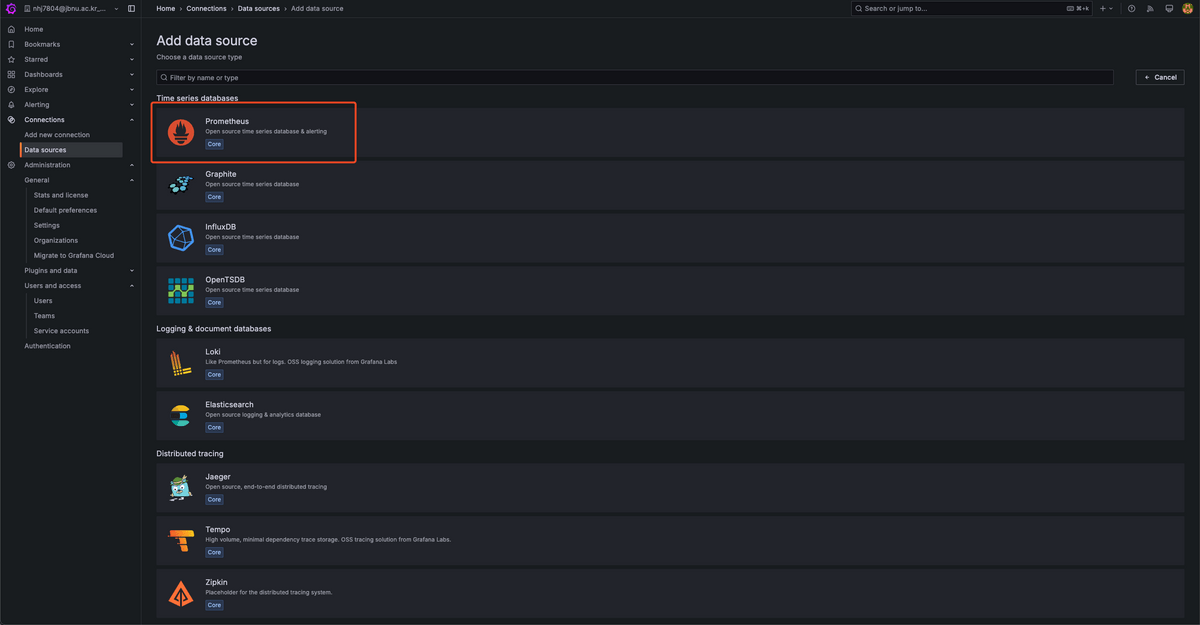 nhj7804@jbnu.ac.kr_...
Home › Connections › Data sources › Add data source
Search or jump to...
⌘+k
Home
Bookmarks
Starred
Dashboards
Explore
Alerting
Connections
Add new connection
Data sources
Administration
General
Stats and license
Default preferences
Settings
Organizations
Migrate to Grafana Cloud
Plugins and data
Users and access
Users
Teams
Service accounts
Authentication
Add data source
Choose a data source type
Filter by name or type
← Cancel
Time series databases
Prometheus
Open source time series database & alerting
Core
Graphite
Open source time series database
Core
InfluxDB
Open source time series database
Core
OpenTSDB
Open source time series database
Core
Logging & document databases
Loki
Like Prometheus but for logs. OSS logging solution from Grafana Labs
Core
Elasticsearch
Open source logging & analytics database
Core
Distributed tracing
Jaeger
Open source, end-to-end distributed tracing
Core
Tempo
High volume, minimal dependency trace storage. OSS tracing solution from Grafana Labs.
Core
Zipkin
Placeholder for the distributed tracing system.
Core